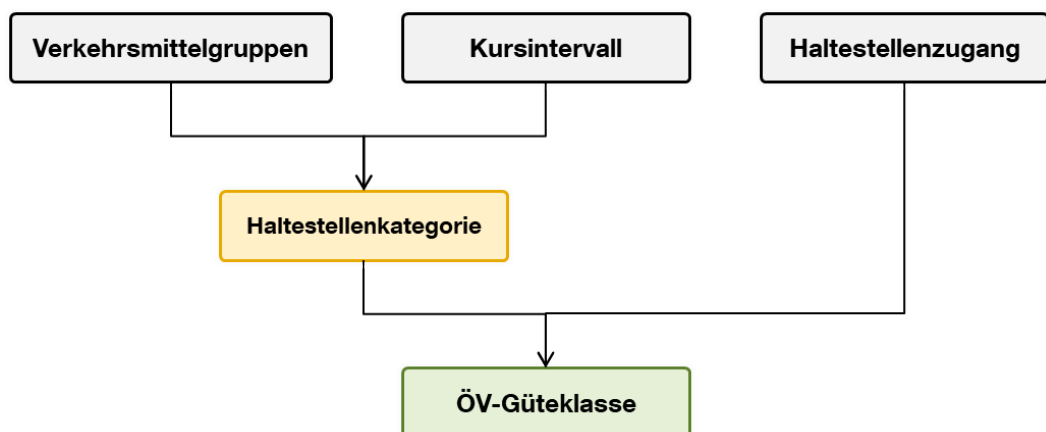 Verkehrsmittelgruppen
Kursintervall
Haltestellenzugang
Haltestellenkategorie
ÖV-Güteklasse